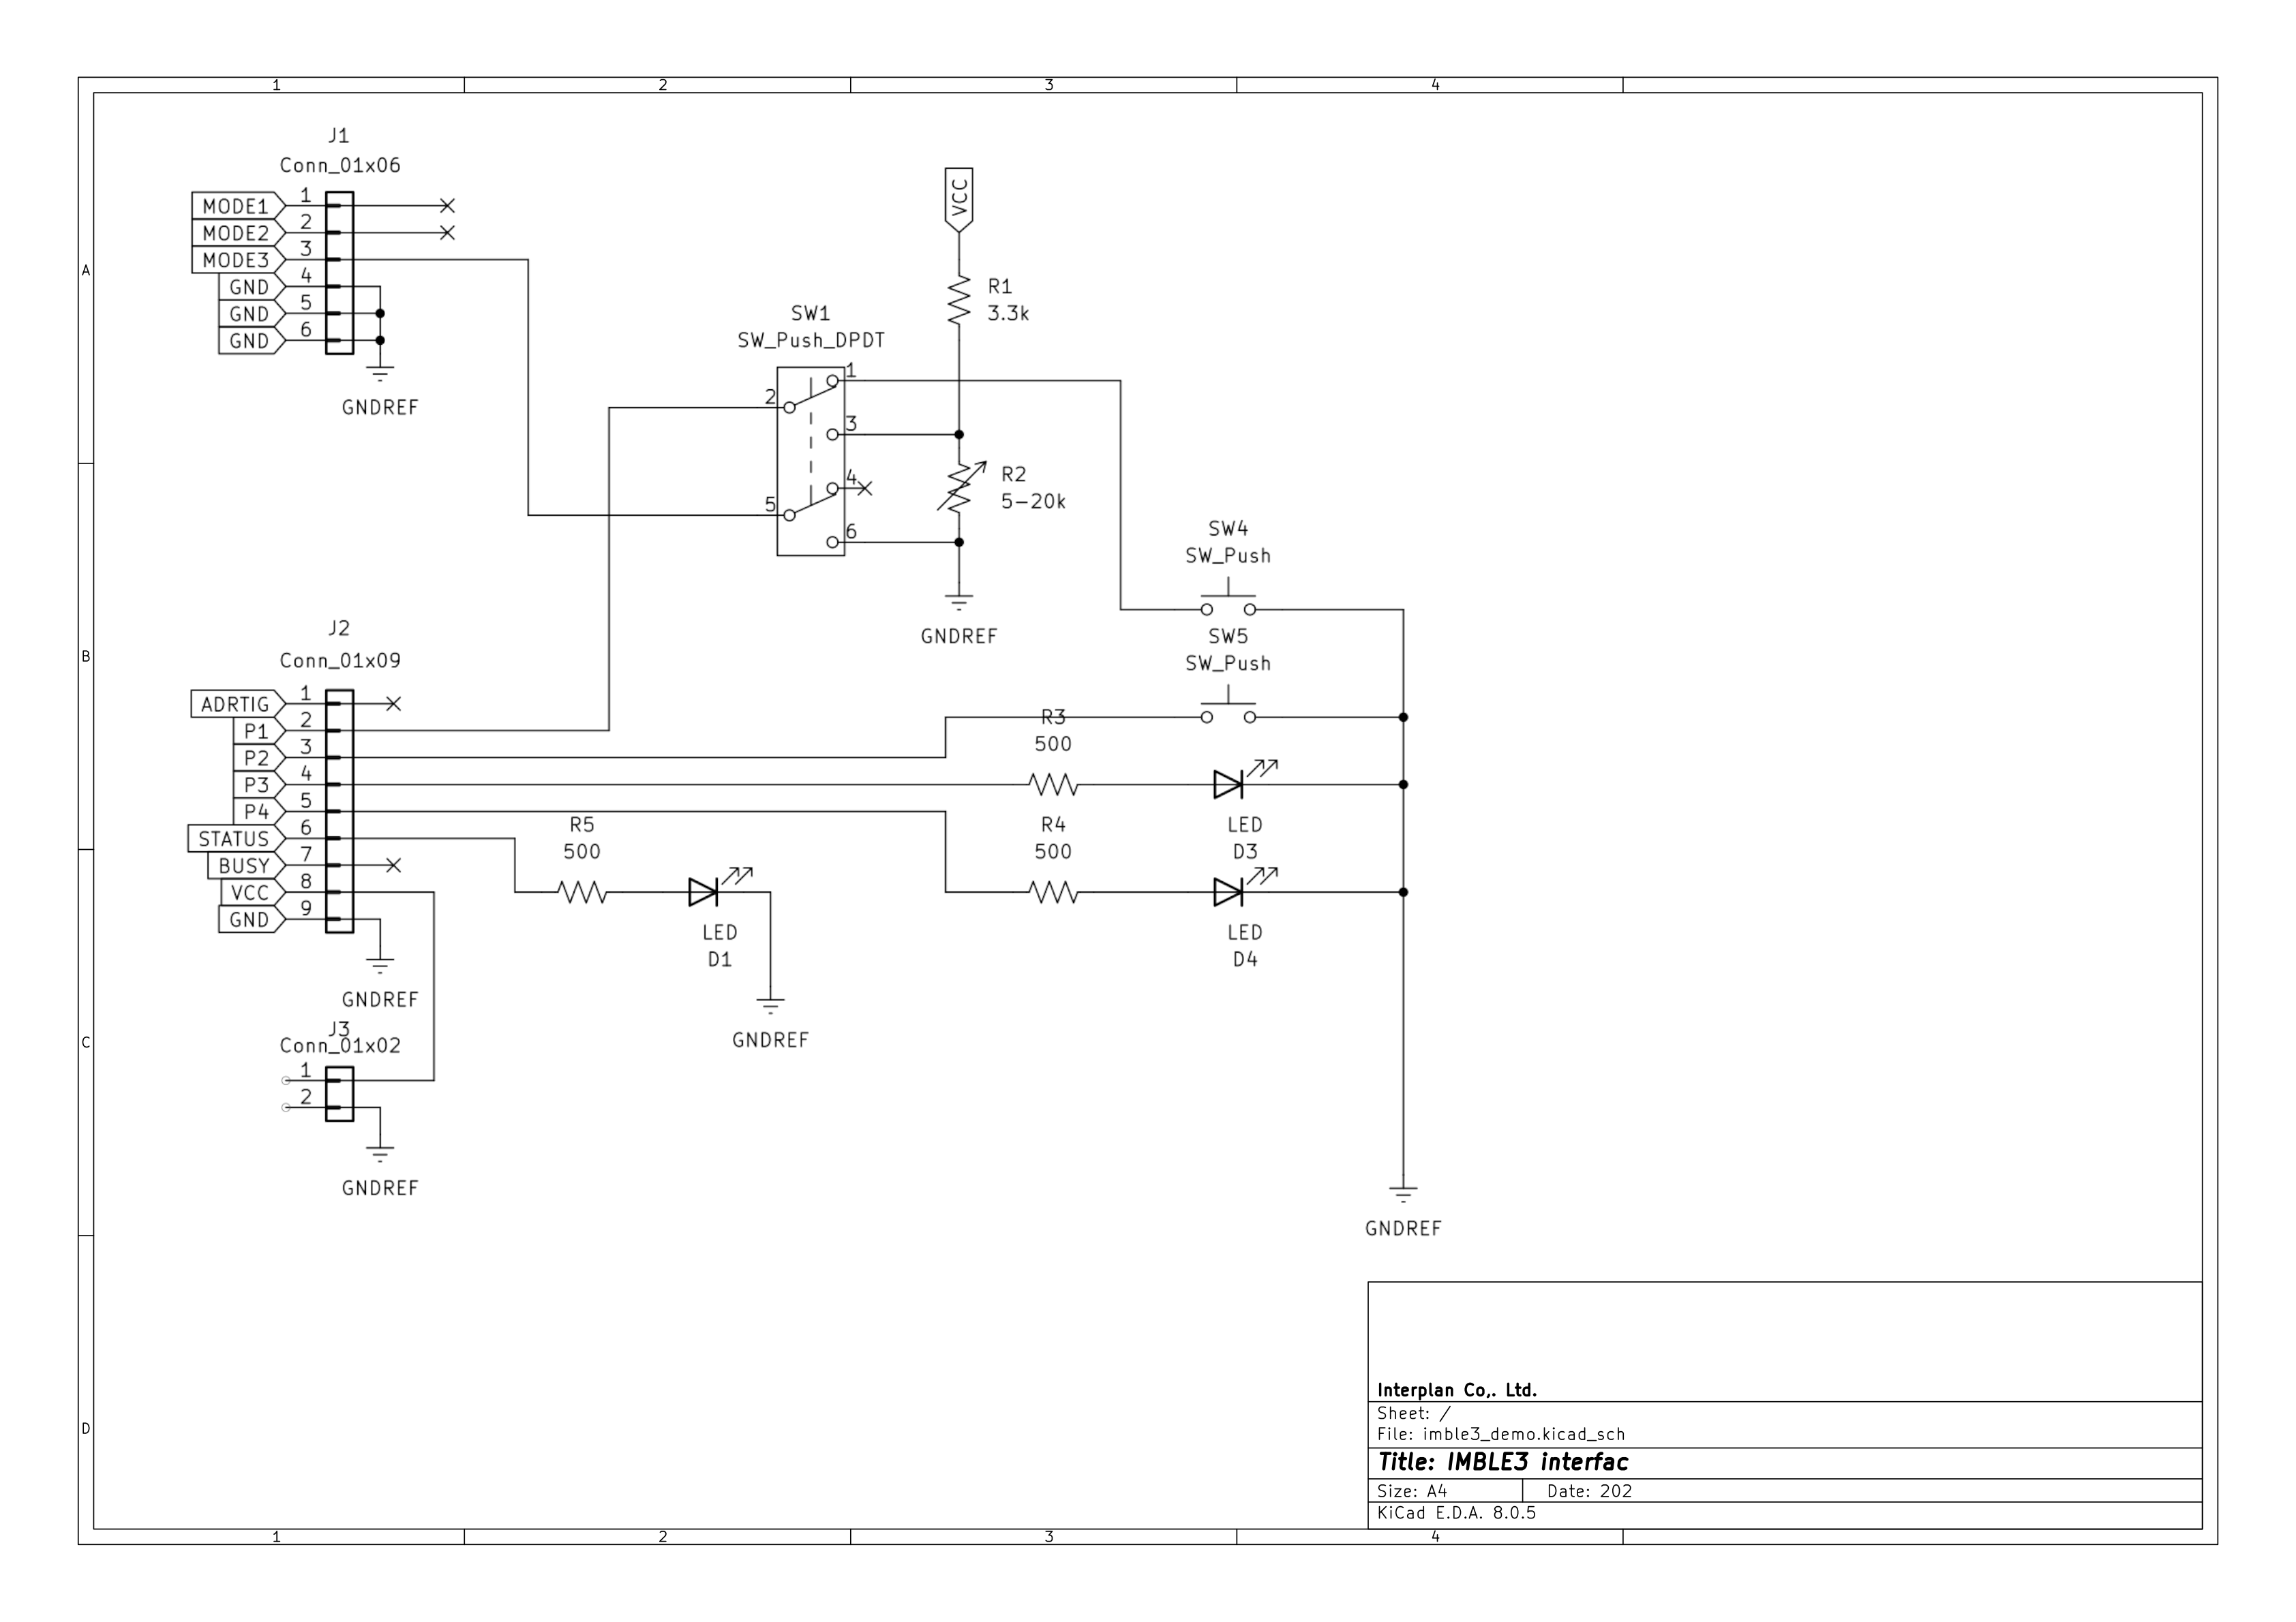 1 2 3 4
J1
Conn_01x06
MODE1 1
MODE2 2
MODE3 3
GND 4
GND 5
GND 6
GNDREF
VCC
R1
3.3k
SW1
SW_Push_DPDT
1
2
3
4
5
6
R2
5-20k
GNDREF
SW4
SW_Push
SW5
SW_Push
J2
Conn_01x09
ADRTIG 1
P1 2
P2 3
P3 4
P4 5
STATUS 6
BUSY 7
VCC 8
GND 9
GNDREF
R3
500
R5
500
R4
500
LED
D3
LED
D1
LED
D4
GNDREF
J3
Conn_01x02
1
2
GNDREF
GNDREF
A
B
C
D
Interplan Co,. Ltd.
Sheet: /
File: imble3_demo.kicad_sch
Title: IMBLE3 interfac
Size: A4 Date: 202
KiCad E.D.A. 8.0.5
1 2 3 4